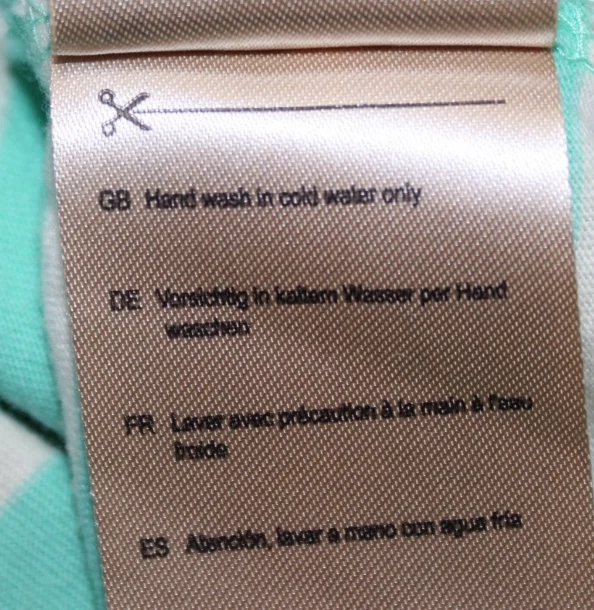 GB Hand wash in cold water only
DE Vorsichtig in kaltem Wasser per Hand
waschen
FR Laver avec précaution à la main à l'eau
froide
ES Atención, lavar a mano con agua fria